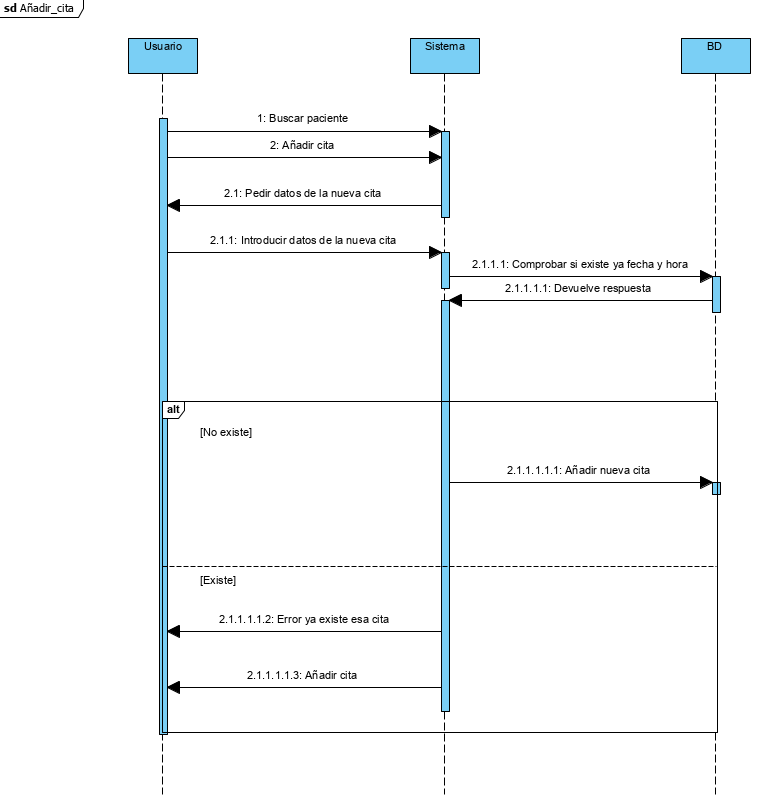 sd Añadir_cita
Usuario
Sistema
BD
1: Buscar paciente
2: Añadir cita
2.1: Pedir datos de la nueva cita
2.1.1: Introducir datos de la nueva cita
2.1.1.1: Comprobar si existe ya fecha y hora
2.1.1.1.1: Devuelve respuesta
alt
[No existe]
2.1.1.1.1.1: Añadir nueva cita
[Existe]
2.1.1.1.1.2: Error ya existe esa cita
2.1.1.1.1.3: Añadir cita